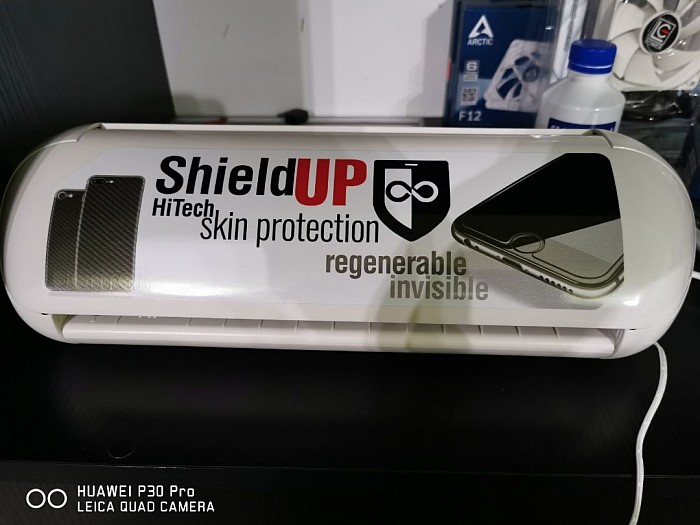 ARCTIC
F12
ShieldUP
HiTech
skin protection
regenerable
invisible
HUAWEI P30 Pro
LEICA QUAD CAMERA